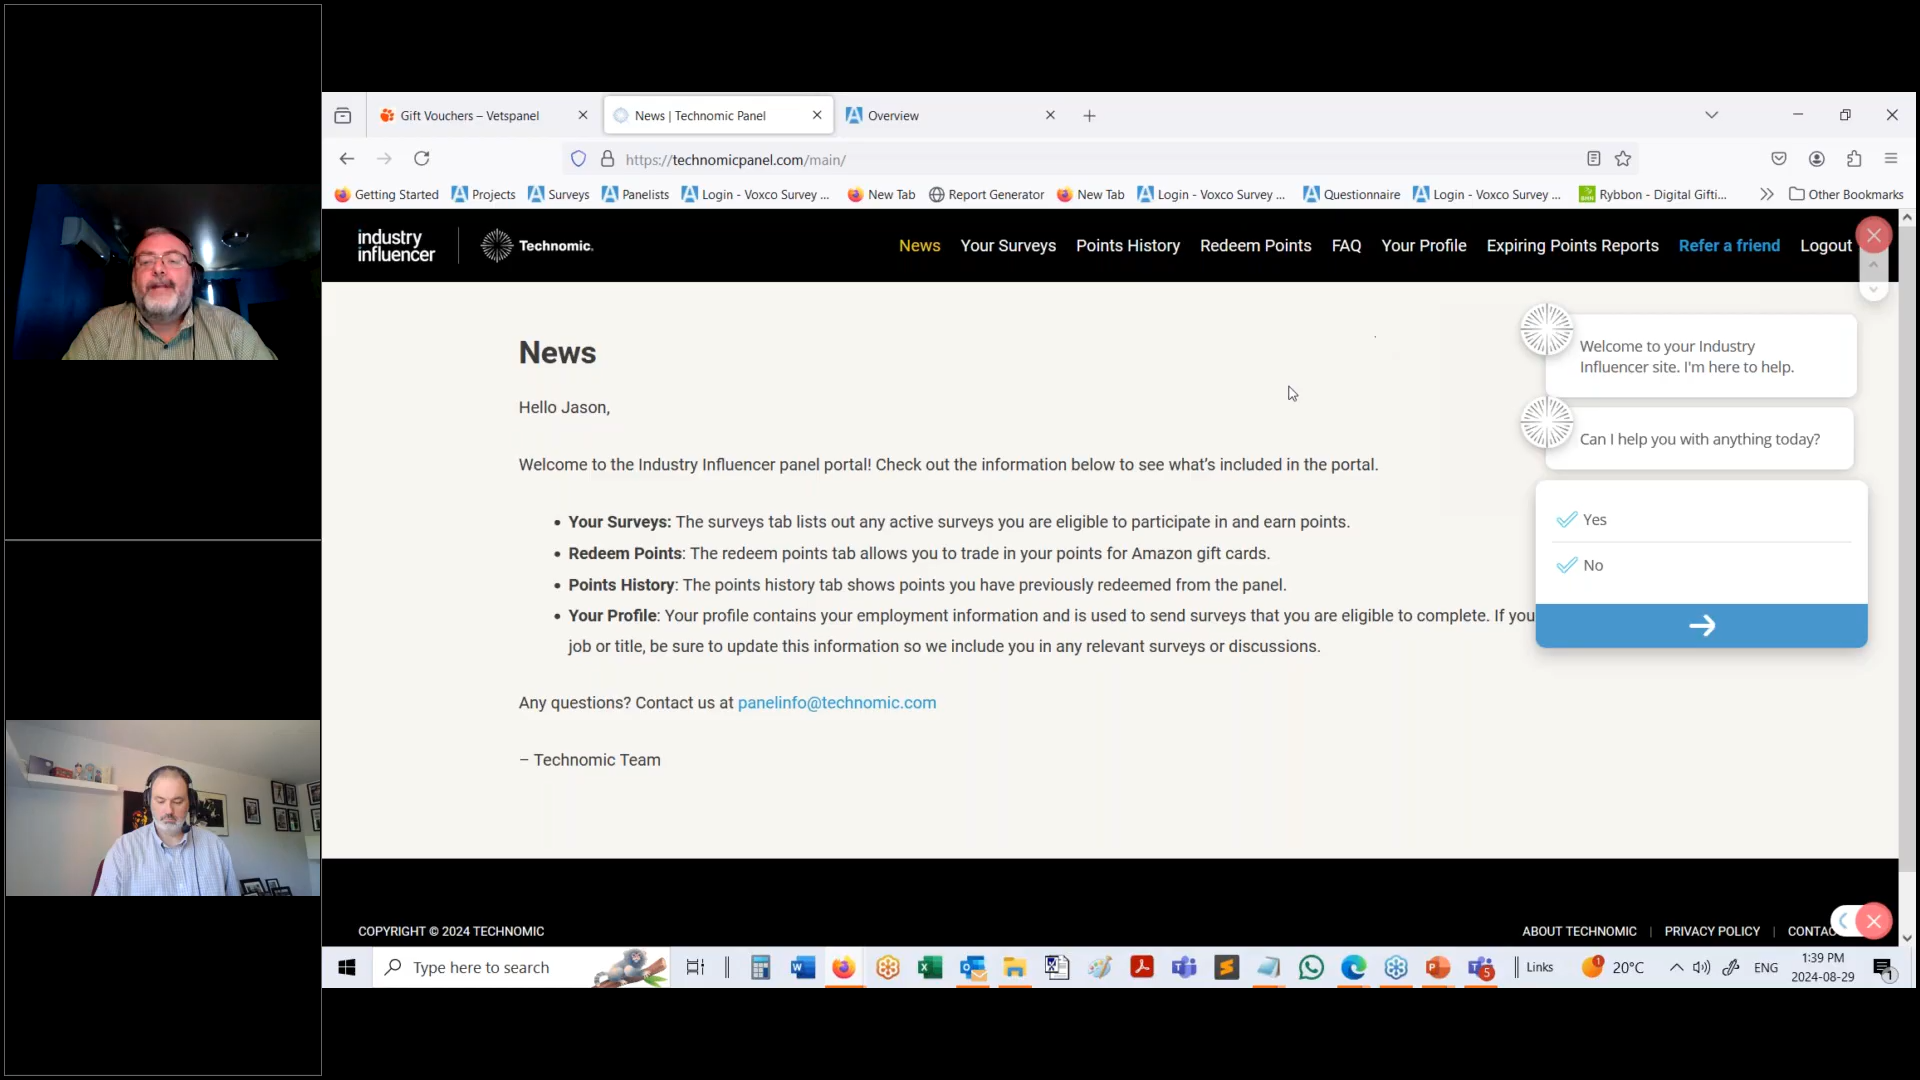 Gift Vouchers – Vetspanel
News | Technomic Panel
Overview
https://technomicpanel.com/main/
Getting Started
Projects
Surveys
Panelists
Login - Voxco Survey ...
New Tab
Report Generator
New Tab
Login - Voxco Survey ...
Questionnaire
Login - Voxco Survey ...
Rybbon - Digital Gifti...
Other Bookmarks
industry
influencer
Technomic.
News
Your Surveys
Points History
Redeem Points
FAQ
Your Profile
Expiring Points Reports
Refer a friend
Logout
News
Hello Jason,
Welcome to the Industry Influencer panel portal! Check out the information below to see what's included in the portal.
• Your Surveys: The surveys tab lists out any active surveys you are eligible to participate in and earn points.
• Redeem Points: The redeem points tab allows you to trade in your points for Amazon gift cards.
• Points History: The points history tab shows points you have previously redeemed from the panel.
• Your Profile: Your profile contains your employment information and is used to send surveys that you are eligible to complete. If you
job or title, be sure to update this information so we include you in any relevant surveys or discussions.
Any questions? Contact us at panelinfo@technomic.com
– Technomic Team
Welcome to your Industry
Influencer site. I'm here to help.
Can I help you with anything today?
Yes
No
COPYRIGHT © 2024 TECHNOMIC
ABOUT TECHNOMIC | PRIVACY POLICY | CONTAC
Type here to search
Links
20°C
ENG
1:39 PM
2024-08-29